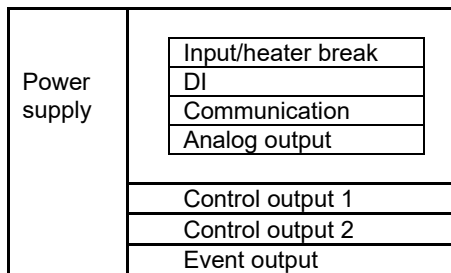 Power
supply
Input/heater break
DI
Communication
Analog output
Control output 1
Control output 2
Event output